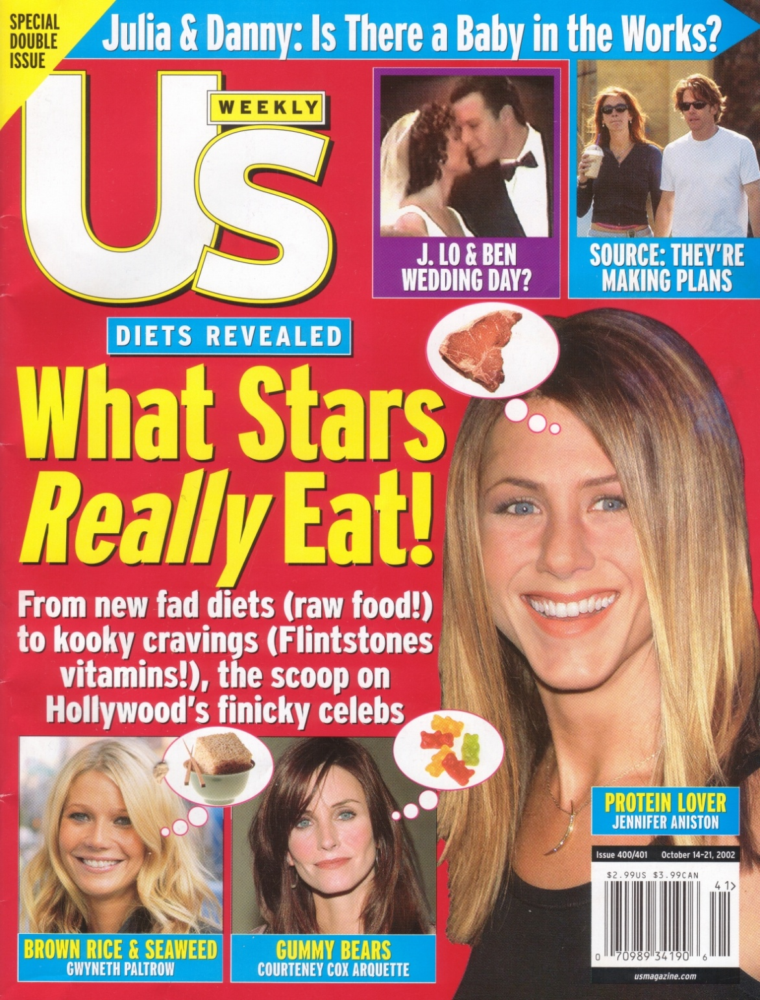 SPECIAL
DOUBLE
ISSUE
Julia & Danny: Is There a Baby in the Works?
Us
WEEKLY
J. LO & BEN
WEDDING DAY?
SOURCE: THEY'RE
MAKING PLANS
DIETS REVEALED
What Stars
Really Eat!
From new fad diets (raw food!)
to kooky cravings (Flintstones
vitamins!), the scoop on
Hollywood's finicky celebs
BROWN RICE & SEAWEED
GWYNETH PALTROW
GUMMY BEARS
COURTENEY COX ARQUETTE
PROTEIN LOVER
JENNIFER ANISTON
Issue 400/401 October 14-21, 2002
$2.99US $3.99CAN
41>
0 70989 34190 6
usmagazine.com